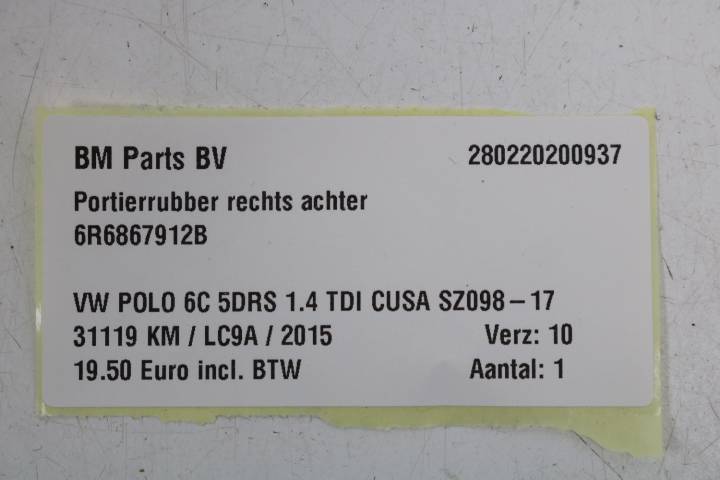 BM Parts BV 280220200937
Portierrubber rechts achter
6R6867912B
VW POLO 6C 5DRS 1.4 TDI CUSA SZ098-17
31119 KM / LC9A / 2015 Verz: 10
19.50 Euro incl. BTW Aantal: 1